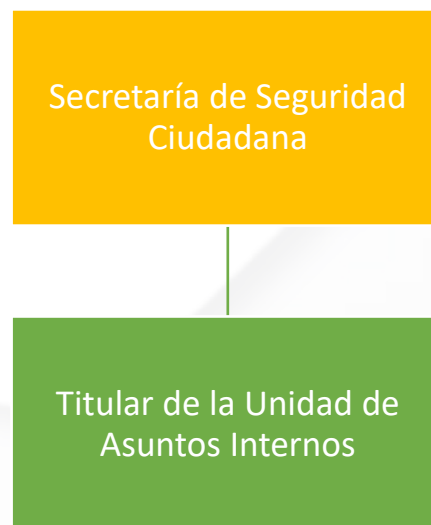 Secretaría de Seguridad
Ciudadana
Titular de la Unidad de
Asuntos Internos